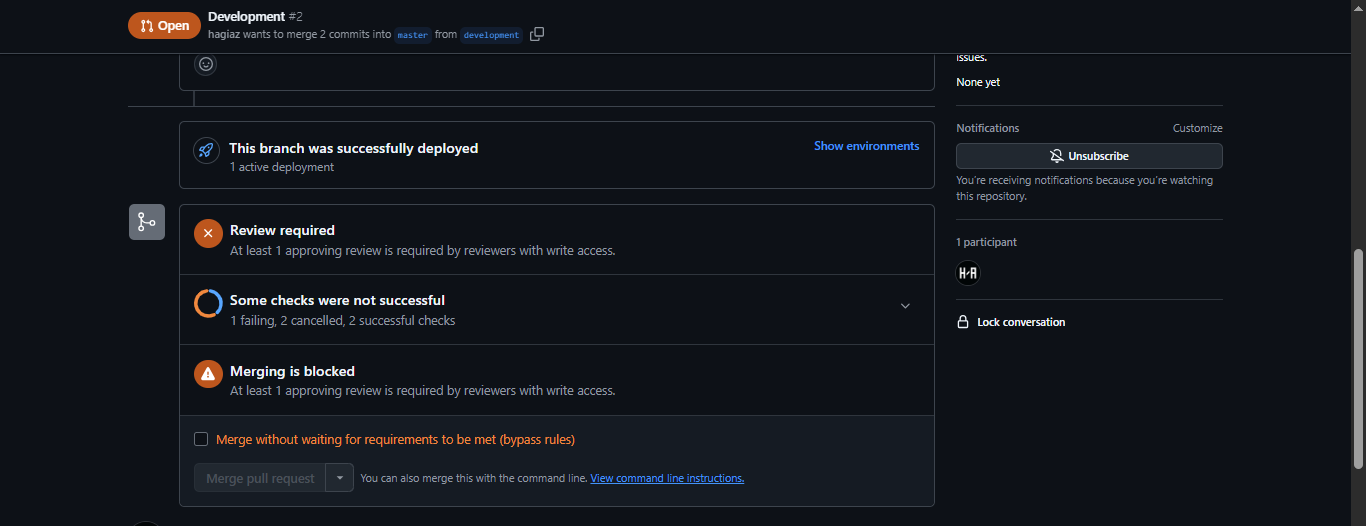 Open
Development #2
hagiaz wants to merge 2 commits into master from development
issues.
None yet
Notifications
Customize
Unsubscribe
You're receiving notifications because you're watching
this repository.
1 participant
H/A
Lock conversation
This branch was successfully deployed
1 active deployment
Show environments
Review required
At least 1 approving review is required by reviewers with write access.
Some checks were not successful
1 failing, 2 cancelled, 2 successful checks
Merging is blocked
At least 1 approving review is required by reviewers with write access.
Merge without waiting for requirements to be met (bypass rules)
Merge pull request
You can also merge this with the command line. View command line instructions.